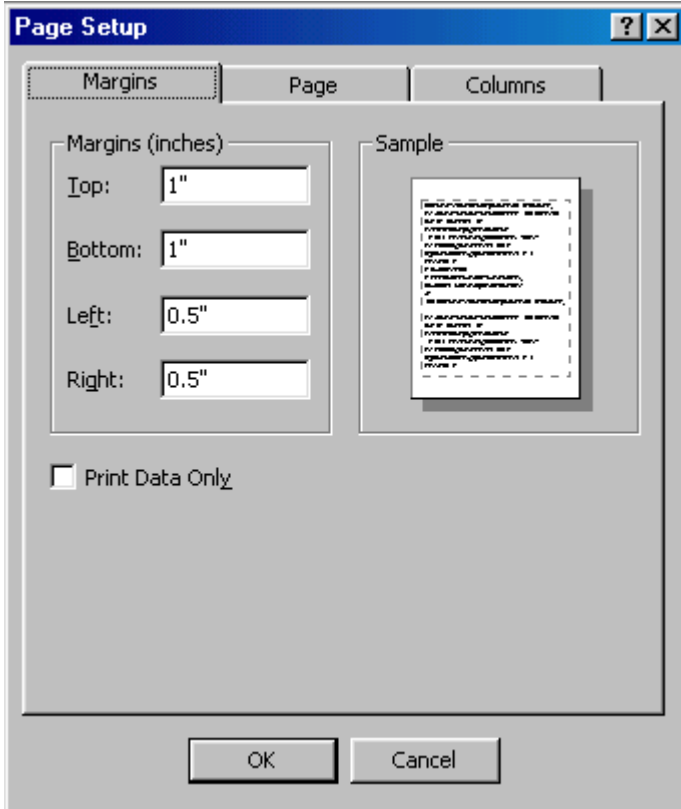 Page Setup
Margins Page Columns
Margins (inches)
Top: 1"
Bottom: 1"
Left: 0.5"
Right: 0.5"
Sample
Print Data Only
OK Cancel